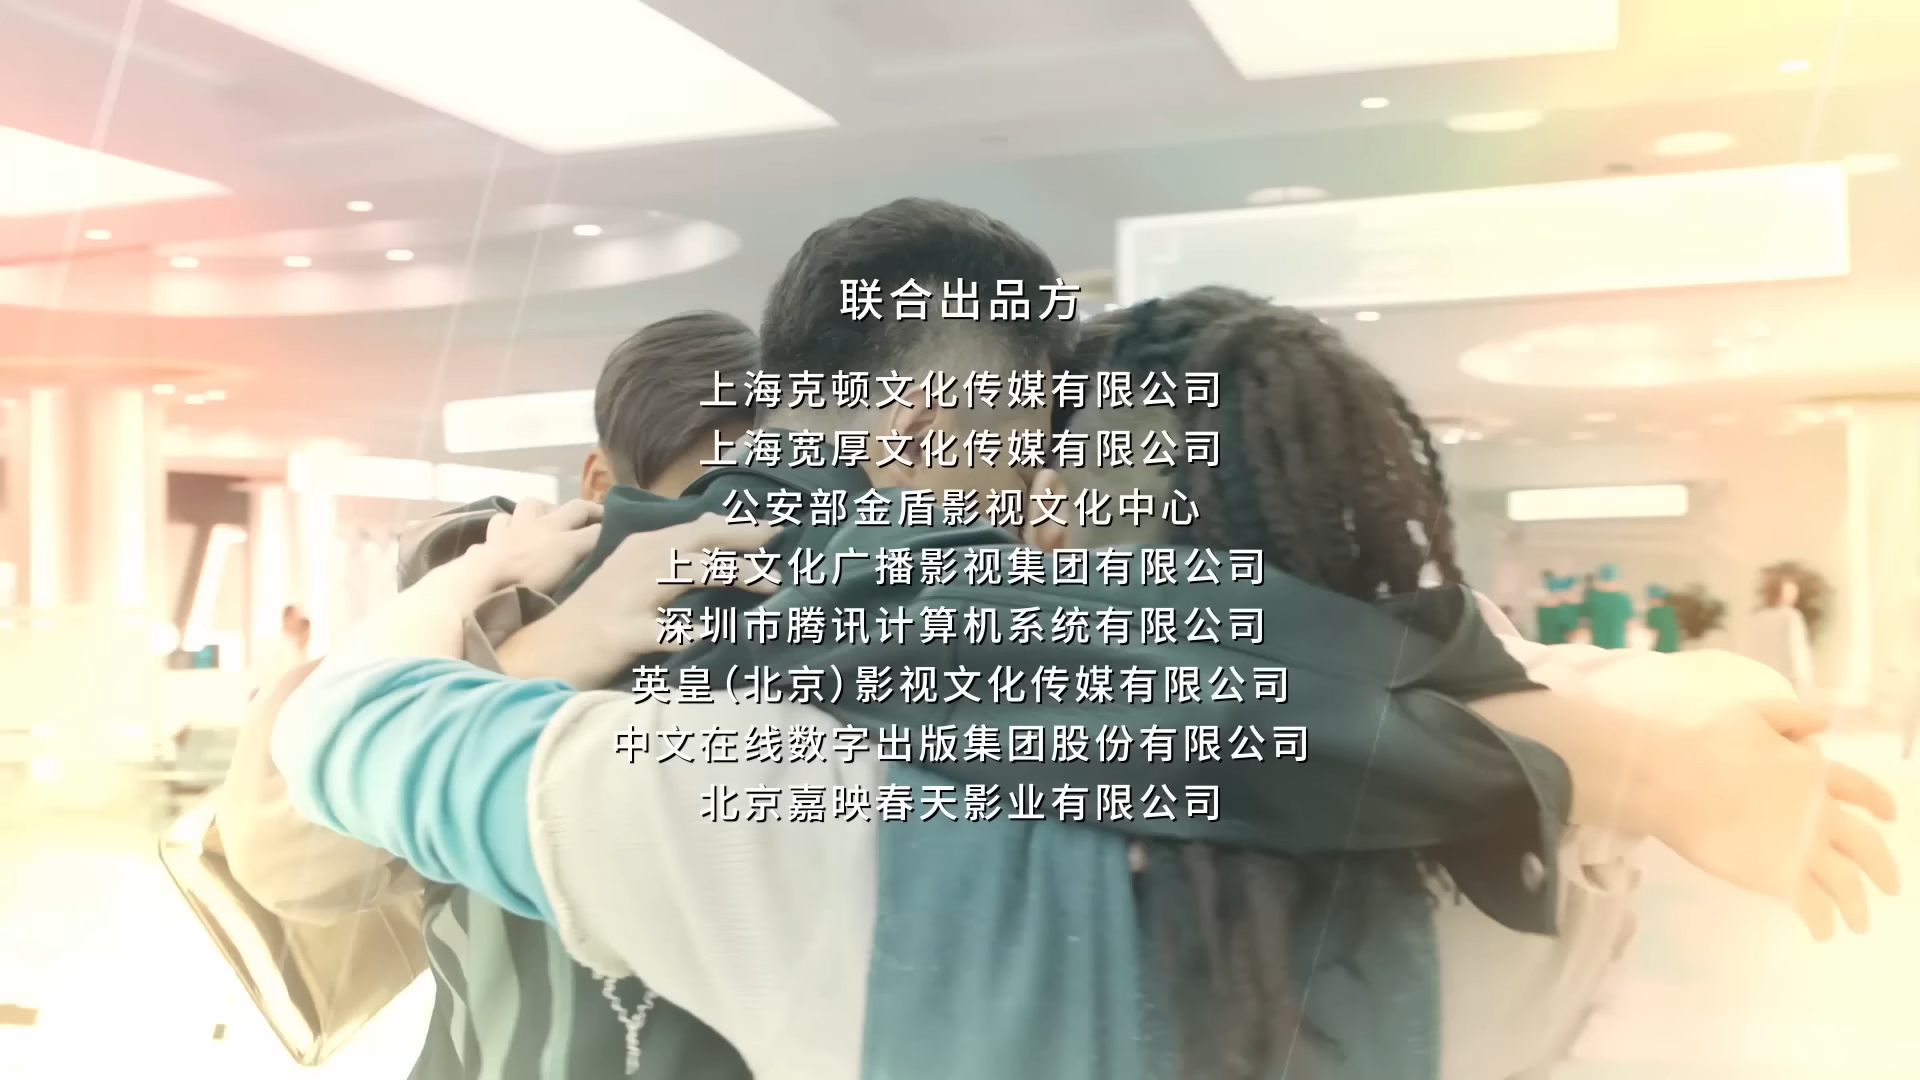 联合出品方
上海克顿文化传媒有限公司
上海宽厚文化传媒有限公司
公安部金盾影视文化中心
上海文化广播影视集团有限公司
深圳市腾讯计算机系统有限公司
英皇(北京)影视文化传媒有限公司
中文在线数字出版集团股份有限公司
北京嘉映春天影业有限公司